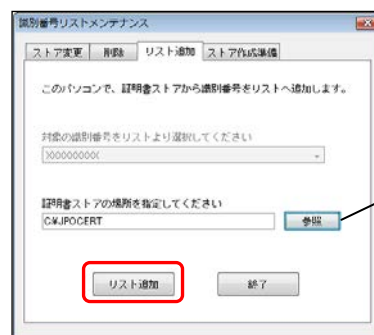 識別番号リストメンテナンス
ストア変更 削除 リスト追加 ストア作成準備
このパソコンで、証明書ストアから識別番号をリストへ追加します。
対象の識別番号をリストより選択してください
XXXXXXXXX
証明書ストアの場所を指定してください
C:¥JPOCERT 参照
リスト追加 終了